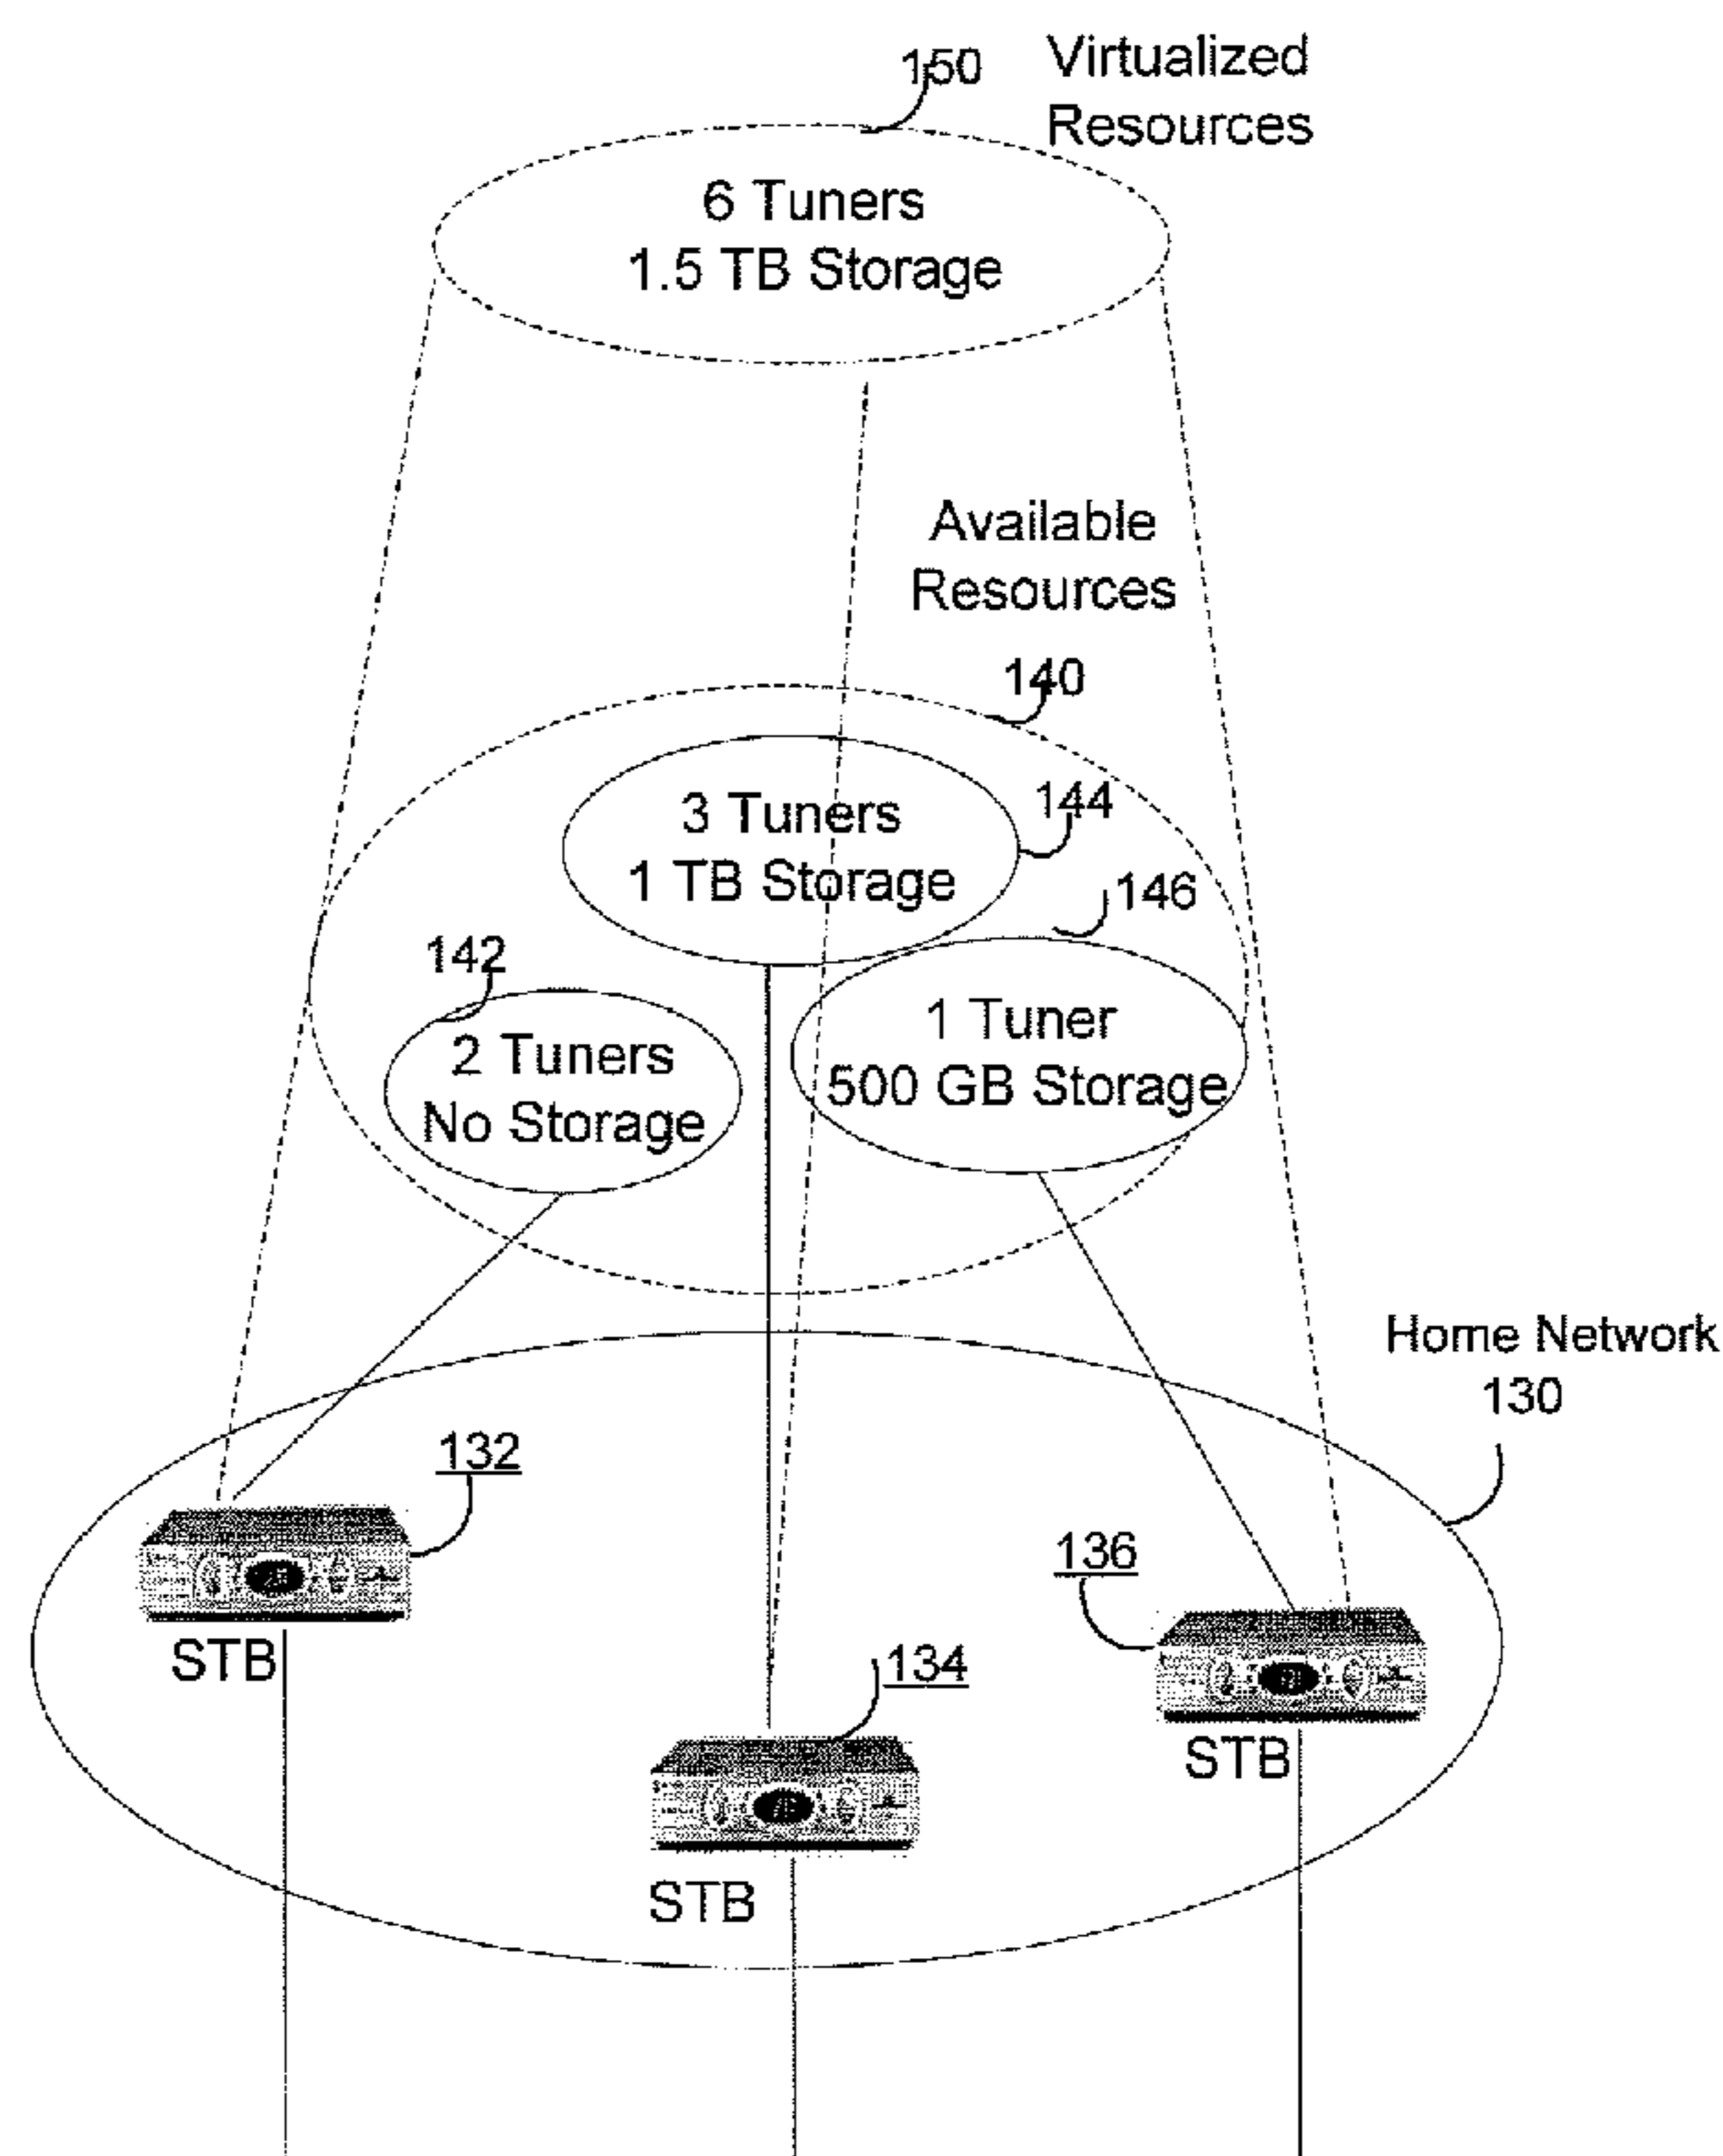 150
Virtualized
Resources
6 Tuners
1.5 TB Storage
Available
Resources
140
3 Tuners
1 TB Storage
144
146
142
2 Tuners
No Storage
1 Tuner
500 GB Storage
Home Network
130
132
STB
136
STB
134
STB